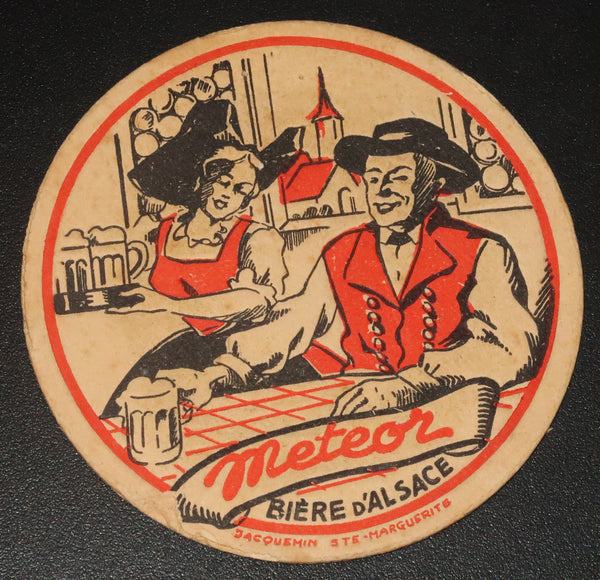 Meteor
BIÈRE D'ALSACE
JACQUEMIN STE-MARGUERITE